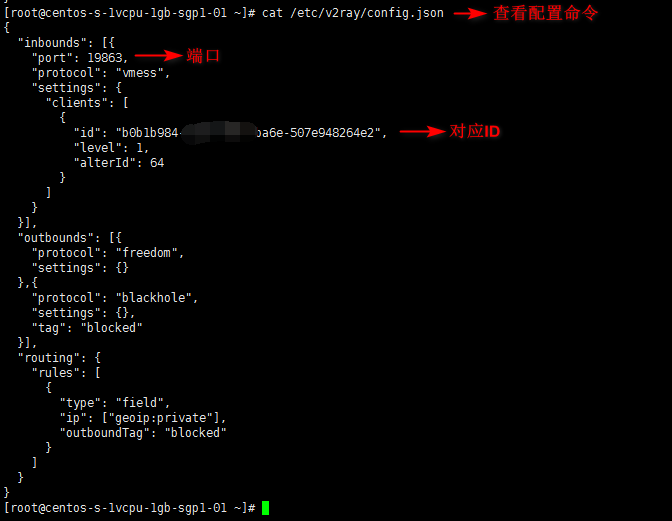 [root@centos-s-1vcpu-1gb-sgp1-01 ~]# cat /etc/v2ray/config.json 查看配置命令
{
  "inbounds": [{
    "port": 19863, 端口
    "protocol": "vmess",
    "settings": {
      "clients": [
        {
          "id": "b0b1b984- ba6e-507e948264e2", 对应ID
          "level": 1,
          "alterId": 64
        }
      ]
    }
  }],
  "outbounds": [{
    "protocol": "freedom",
    "settings": {}
  },{
    "protocol": "blackhole",
    "settings": {},
    "tag": "blocked"
  }],
  "routing": {
    "rules": [
      {
        "type": "field",
        "ip": ["geoip:private"],
        "outboundTag": "blocked"
      }
    ]
  }
}
[root@centos-s-1vcpu-1gb-sgp1-01 ~]#